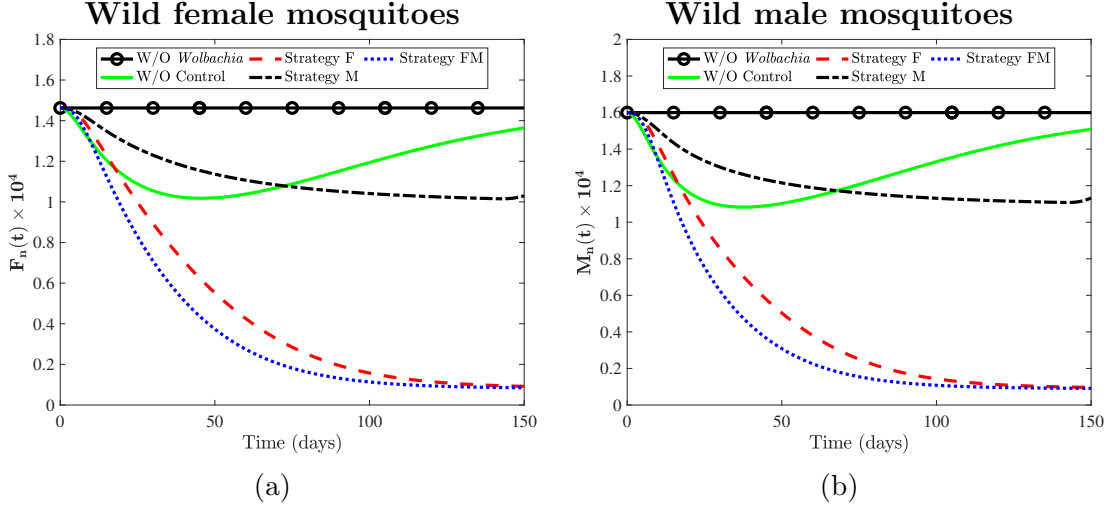 Wild female mosquitoes
1.8
1.6
1.4
1.2
1
0.8
0.6
0.4
0.2
0
F_n(t) × 10^4
W/O Wolbachia
Strategy F
Strategy FM
W/O Control
Strategy M
0
50
100
150
Time (days)
(a)
Wild male mosquitoes
2
1.8
1.6
1.4
1.2
1
0.8
0.6
0.4
0.2
0
M_n(t) × 10^4
W/O Wolbachia
Strategy F
Strategy FM
W/O Control
Strategy M
0
50
100
150
Time (days)
(b)